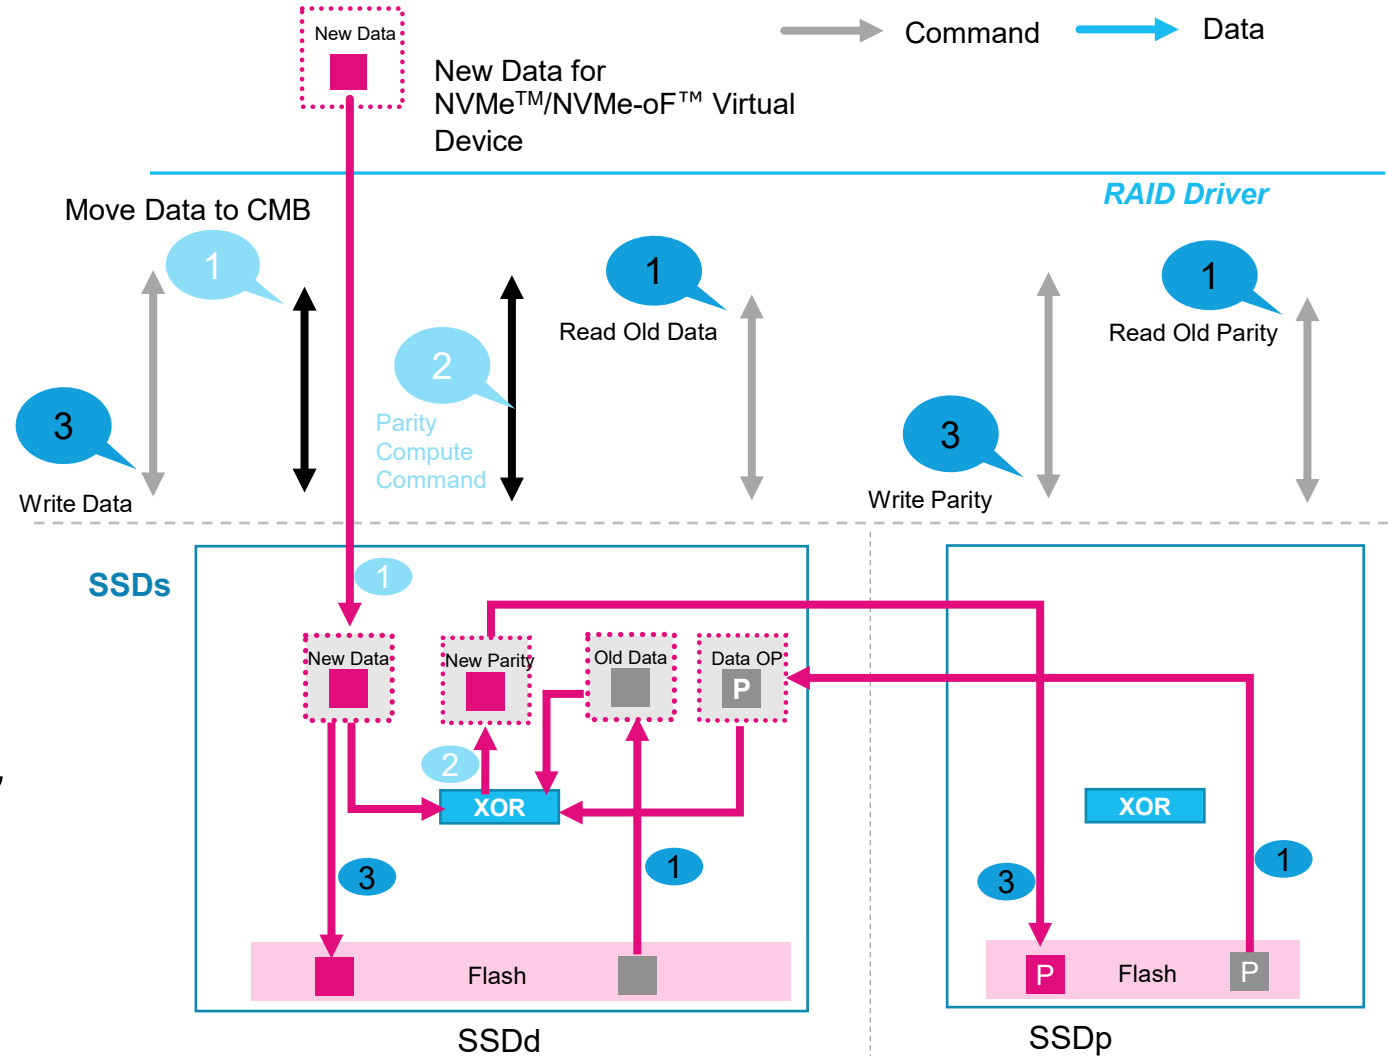 New Data
Command
Data
New Data for
NVMe™/NVMe-oF™ Virtual
Device
RAID Driver
Move Data to CMB
1
1
1
Read Old Data
Read Old Parity
2
Parity
Compute
Command
3
3
Write Data
Write Parity
SSDs
1
New Data
New Parity
Old Data
Data OP
P
2
XOR
XOR
,
3
1
3
1
Flash
P
Flash
P
SSDd
SSDp